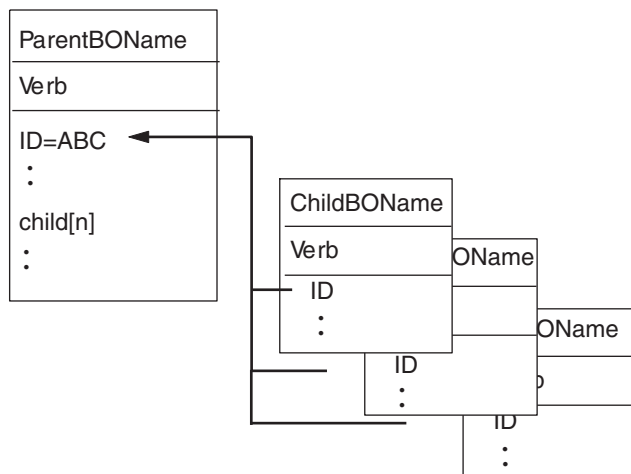 ParentBOName
Verb
ID=ABC
:
child[n]
:
ChildBOName
Verb
ID
:
OName
ID
:
OName
ID
: